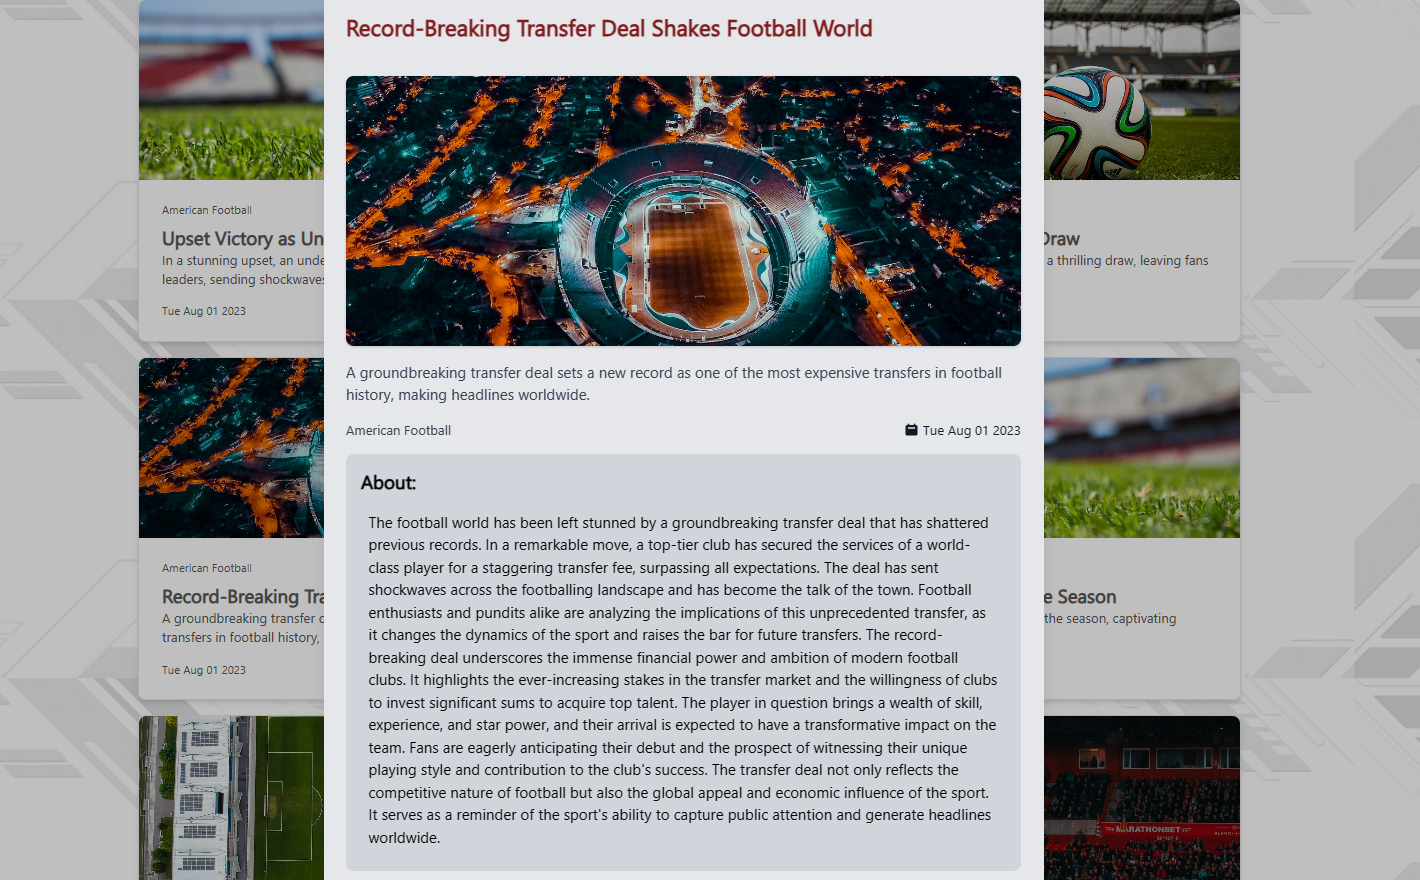 Record-Breaking Transfer Deal Shakes Football World
A groundbreaking transfer deal sets a new record as one of the most expensive transfers in football
history, making headlines worldwide.
American Football
Tue Aug 01 2023
About:
The football world has been left stunned by a groundbreaking transfer deal that has shattered
previous records. In a remarkable move, a top-tier club has secured the services of a world-
class player for a staggering transfer fee, surpassing all expectations. The deal has sent
shockwaves across the footballing landscape and has become the talk of the town. Football
enthusiasts and pundits alike are analyzing the implications of this unprecedented transfer, as
it changes the dynamics of the sport and raises the bar for future transfers. The record-
breaking deal underscores the immense financial power and ambition of modern football
clubs. It highlights the ever-increasing stakes in the transfer market and the willingness of clubs
to invest significant sums to acquire top talent. The player in question brings a wealth of skill,
experience, and star power, and their arrival is expected to have a transformative impact on the
team. Fans are eagerly anticipating their debut and the prospect of witnessing their unique
playing style and contribution to the club's success. The transfer deal not only reflects the
competitive nature of football but also the global appeal and economic influence of the sport.
It serves as a reminder of the sport's ability to capture public attention and generate headlines
worldwide.
American Football
Upset Victory as Un
In a stunning upset, an unde
leaders, sending shockwaves
Tue Aug 01 2023
American Football
Record-Breaking Tra
A groundbreaking transfer d
transfers in football history,
Tue Aug 01 2023
Draw
a thrilling draw, leaving fans
e Season
the season, captivating
MARATHONBET